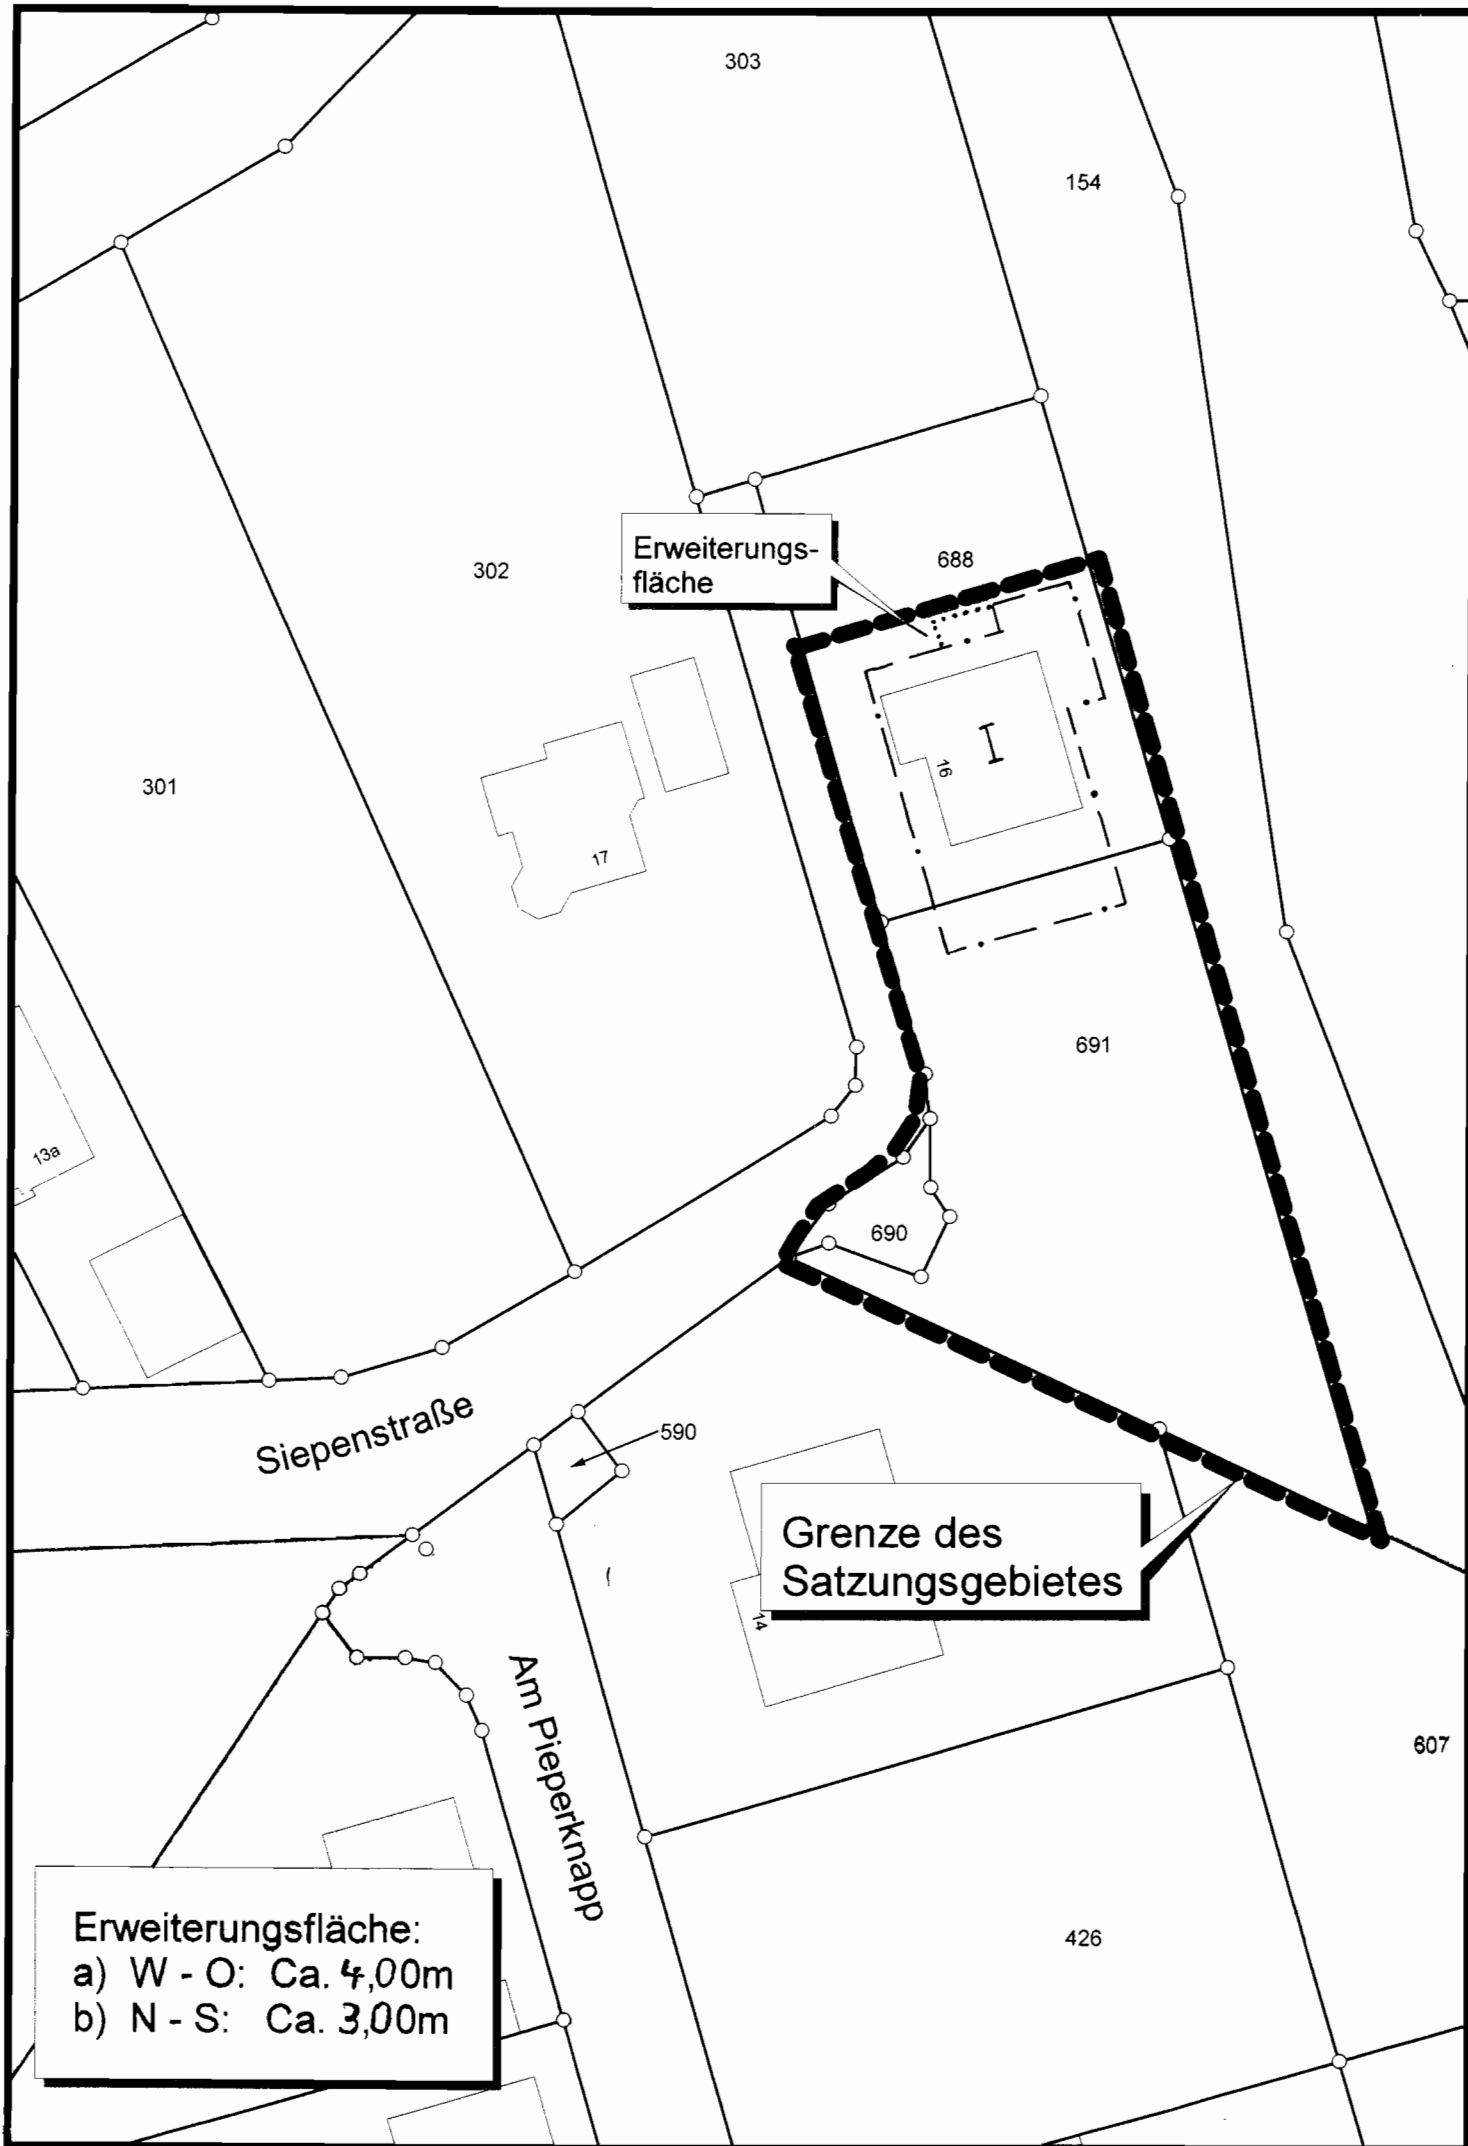 303
154
302
Erweiterungs-
fläche
688
301
17
16
I
691
13a
690
Siepenstraße
590
Grenze des
Satzungsgebietes
14
Am Pieperknapp
607
426
Erweiterungsfläche:
a) W - O: Ca. 4,00m
b) N - S: Ca. 3,00m